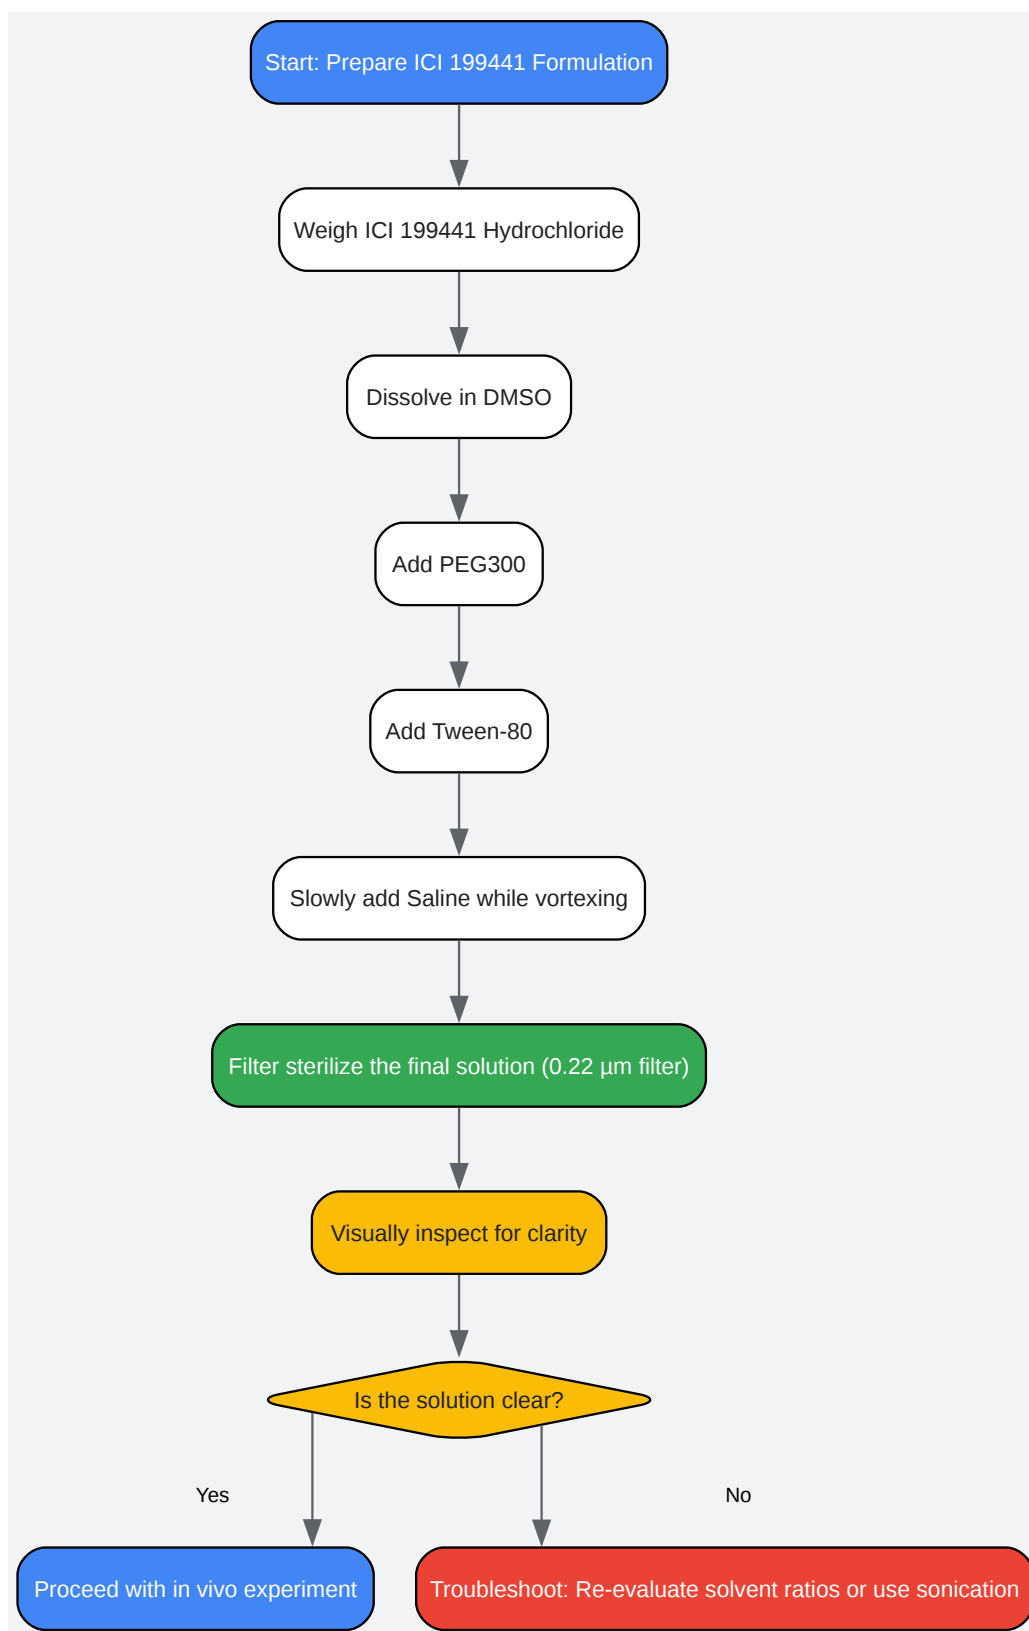 Start: Prepare ICI 199441 Formulation
Weigh ICI 199441 Hydrochloride
Dissolve in DMSO
Add PEG300
Add Tween-80
Slowly add Saline while vortexing
Filter sterilize the final solution (0.22 µm filter)
Visually inspect for clarity
Is the solution clear?
Yes
No
Proceed with in vivo experiment
Troubleshoot: Re-evaluate solvent ratios or use sonication